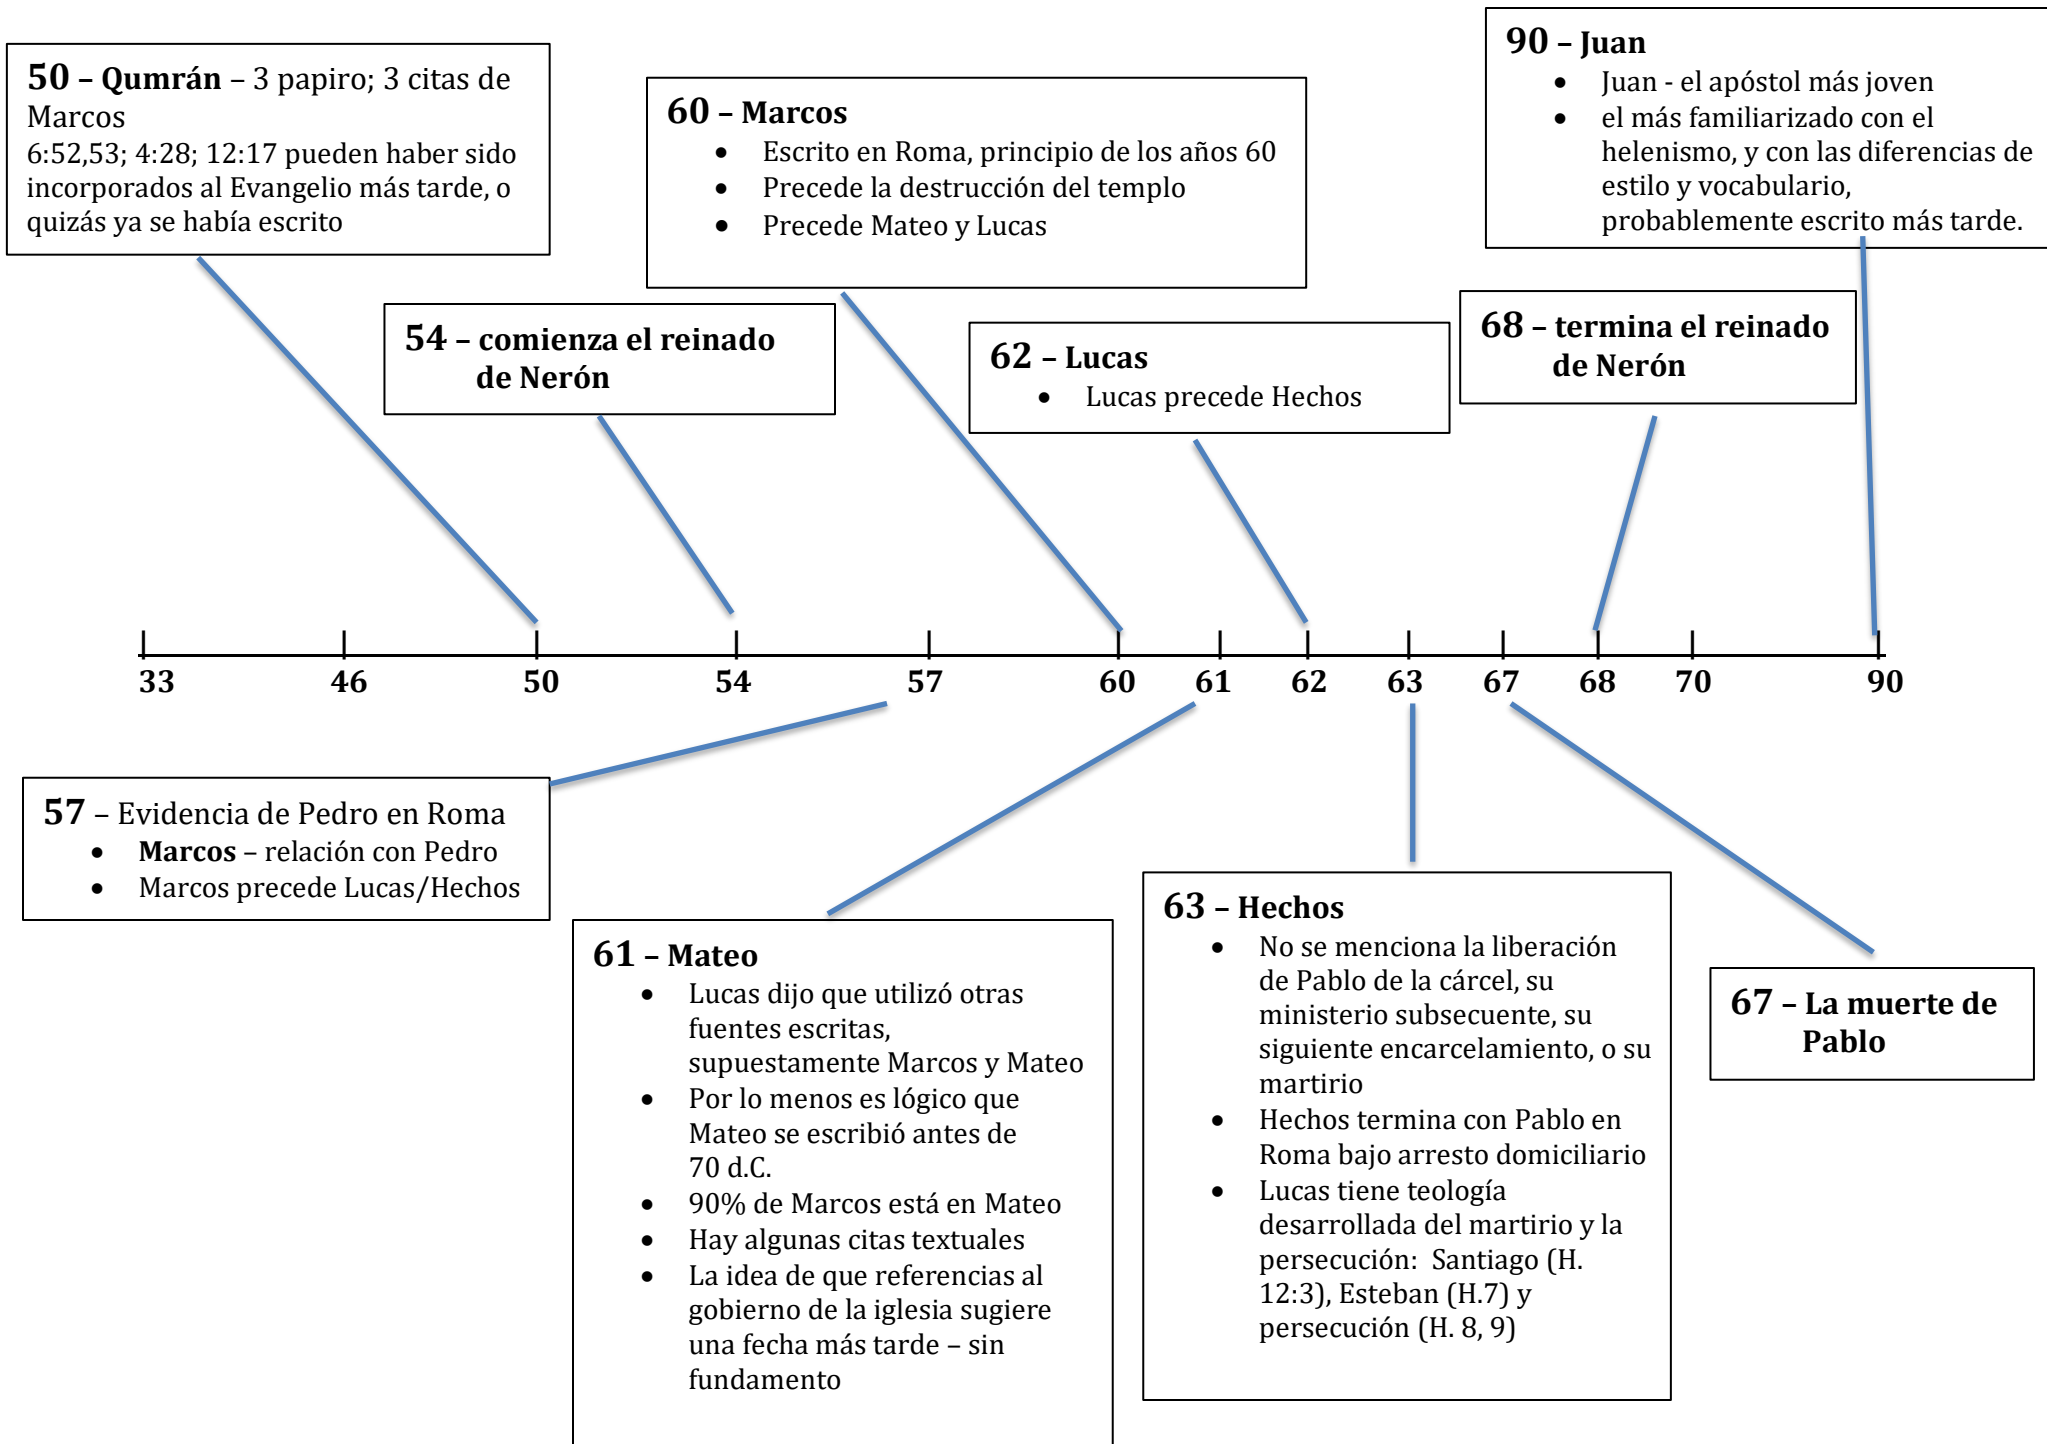 50 – Qumrán – 3 papiro; 3 citas de
Marcos
6:52,53; 4:28; 12:17 pueden haber sido
incorporados al Evangelio más tarde, o
quizás ya se había escrito
60 – Marcos
• Escrito en Roma, principio de los años 60
• Precede la destrucción del templo
• Precede Mateo y Lucas
90 – Juan
• Juan - el apóstol más joven
• el más familiarizado con el
helenismo, y con las diferencias de
estilo y vocabulario,
probablemente escrito más tarde.
54 – comienza el reinado
de Nerón
62 – Lucas
• Lucas precede Hechos
68 – termina el reinado
de Nerón
33 46 50 54 57 60 61 62 63 67 68 70 90
57 – Evidencia de Pedro en Roma
• Marcos – relación con Pedro
• Marcos precede Lucas/Hechos
61 – Mateo
• Lucas dijo que utilizó otras
fuentes escritas,
supuestamente Marcos y Mateo
• Por lo menos es lógico que
Mateo se escribió antes de
70 d.C.
• 90% de Marcos está en Mateo
• Hay algunas citas textuales
• La idea de que referencias al
gobierno de la iglesia sugiere
una fecha más tarde – sin
fundamento
63 – Hechos
• No se menciona la liberación
de Pablo de la cárcel, su
ministerio subsecuente, su
siguiente encarcelamiento, o su
martirio
• Hechos termina con Pablo en
Roma bajo arresto domiciliario
• Lucas tiene teología
desarrollada del martirio y la
persecución:  Santiago (H.
12:3), Esteban (H.7) y
persecución (H. 8, 9)
67 – La muerte de
Pablo